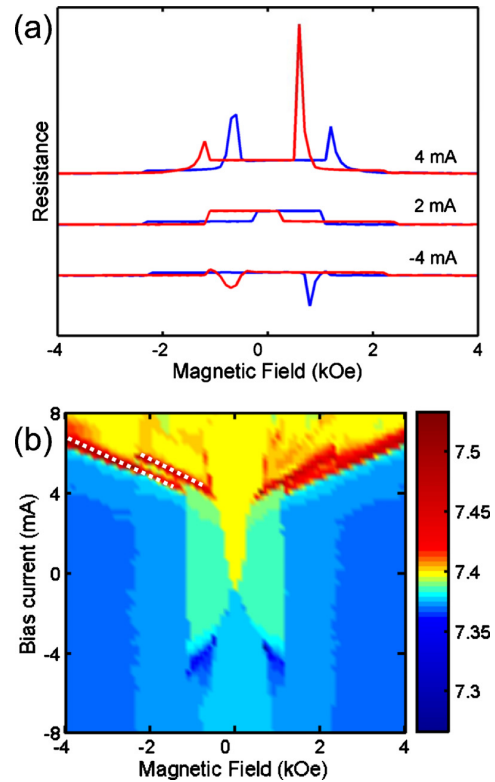 (a)
Resistance
4 mA
2 mA
-4 mA
-4 -2 0 2 4
Magnetic Field (kOe)
(b)
Bias current (mA)
8
4
0
-4
-8
-4 -2 0 2 4
Magnetic Field (kOe)
7.5
7.45
7.4
7.35
7.3